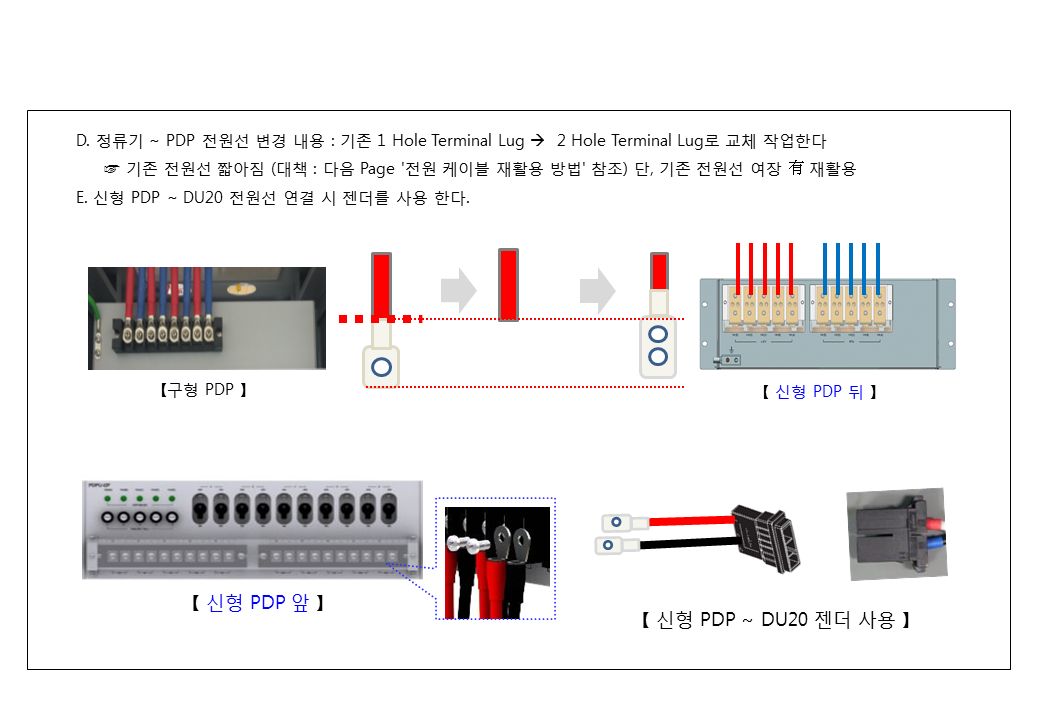 D. 정류기 ~ PDP 전원선 변경 내용 : 기존 1 Hole Terminal Lug → 2 Hole Terminal Lug로 교체 작업한다
☞ 기존 전원선 짧아짐 (대책 : 다음 Page '전원 케이블 재활용 방법' 참조) 단, 기존 전원선 여장 有 재활용
E. 신형 PDP ~ DU20 전원선 연결 시 젠더를 사용 한다.
【구형 PDP 】
【 신형 PDP 뒤 】
【 신형 PDP 앞 】
【 신형 PDP ~ DU20 젠더 사용 】